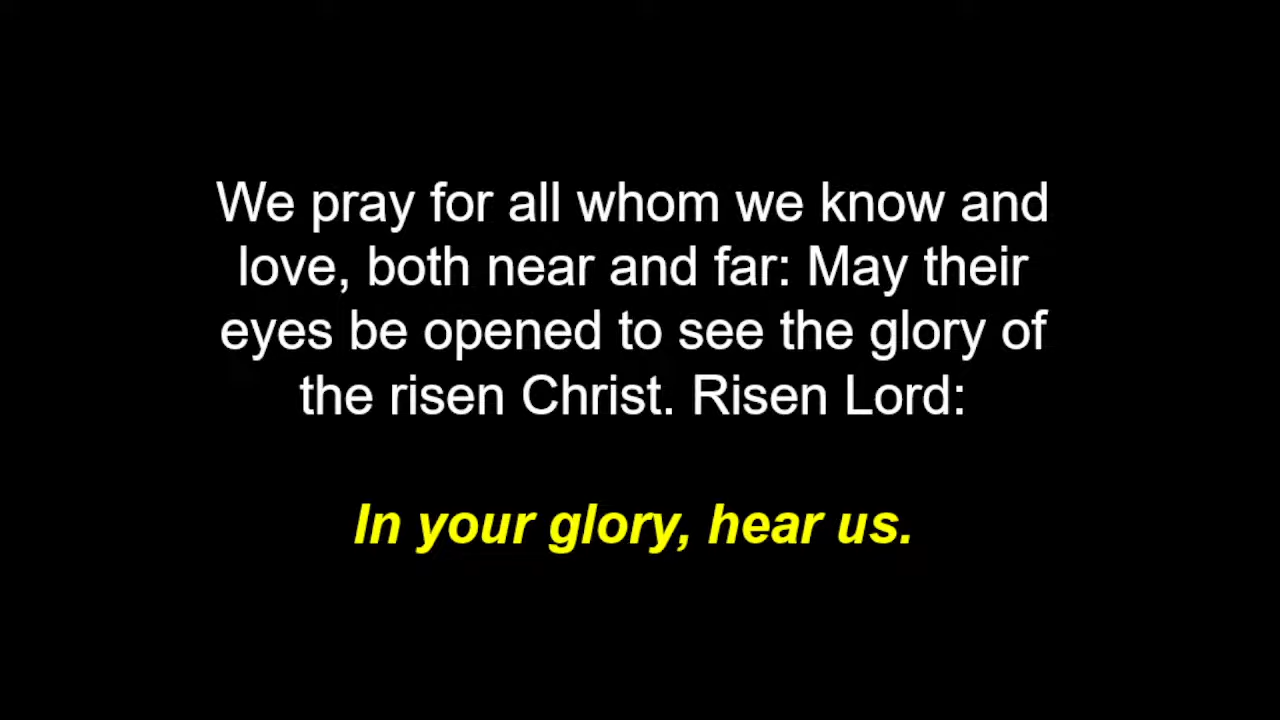 We pray for all whom we know and
love, both near and far: May their
eyes be opened to see the glory of
the risen Christ. Risen Lord:
In your glory, hear us.